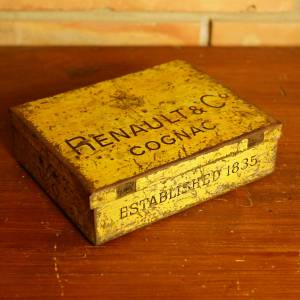 RENAULT & Co
COGNAC
ESTABLISHED 1835.